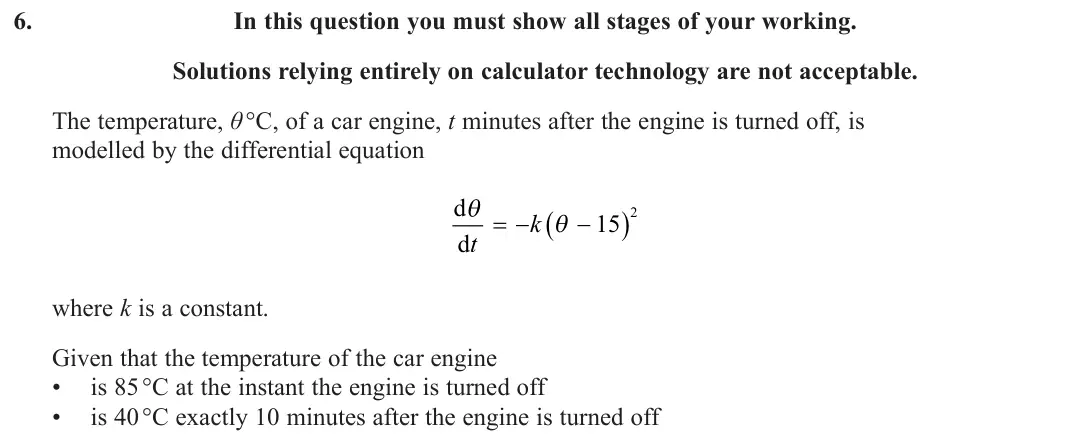 6. In this question you must show all stages of your working.
Solutions relying entirely on calculator technology are not acceptable.
The temperature, θ°C, of a car engine, t minutes after the engine is turned off, is
modelled by the differential equation
dθ/dt = −k(θ − 15)²
where k is a constant.
Given that the temperature of the car engine
• is 85°C at the instant the engine is turned off
• is 40°C exactly 10 minutes after the engine is turned off